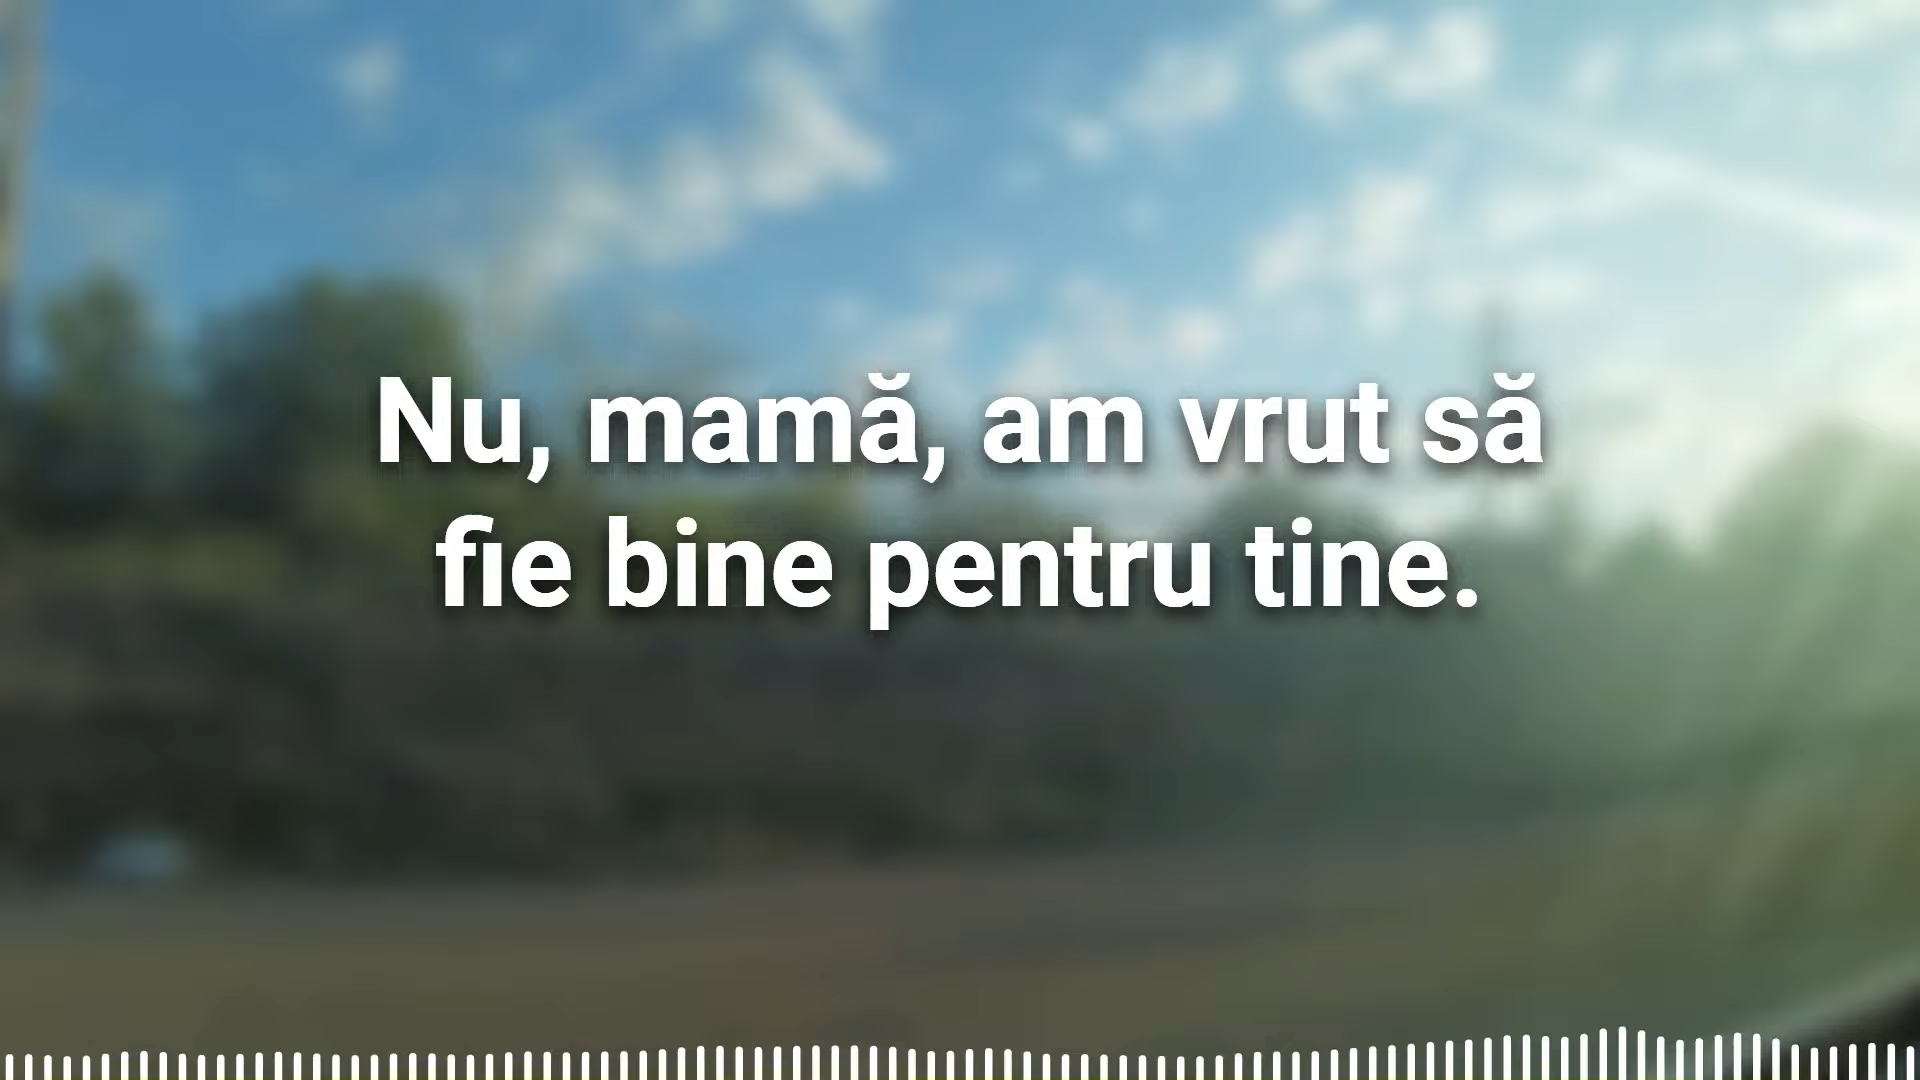 Nu, mamă, am vrut să
fie bine pentru tine.